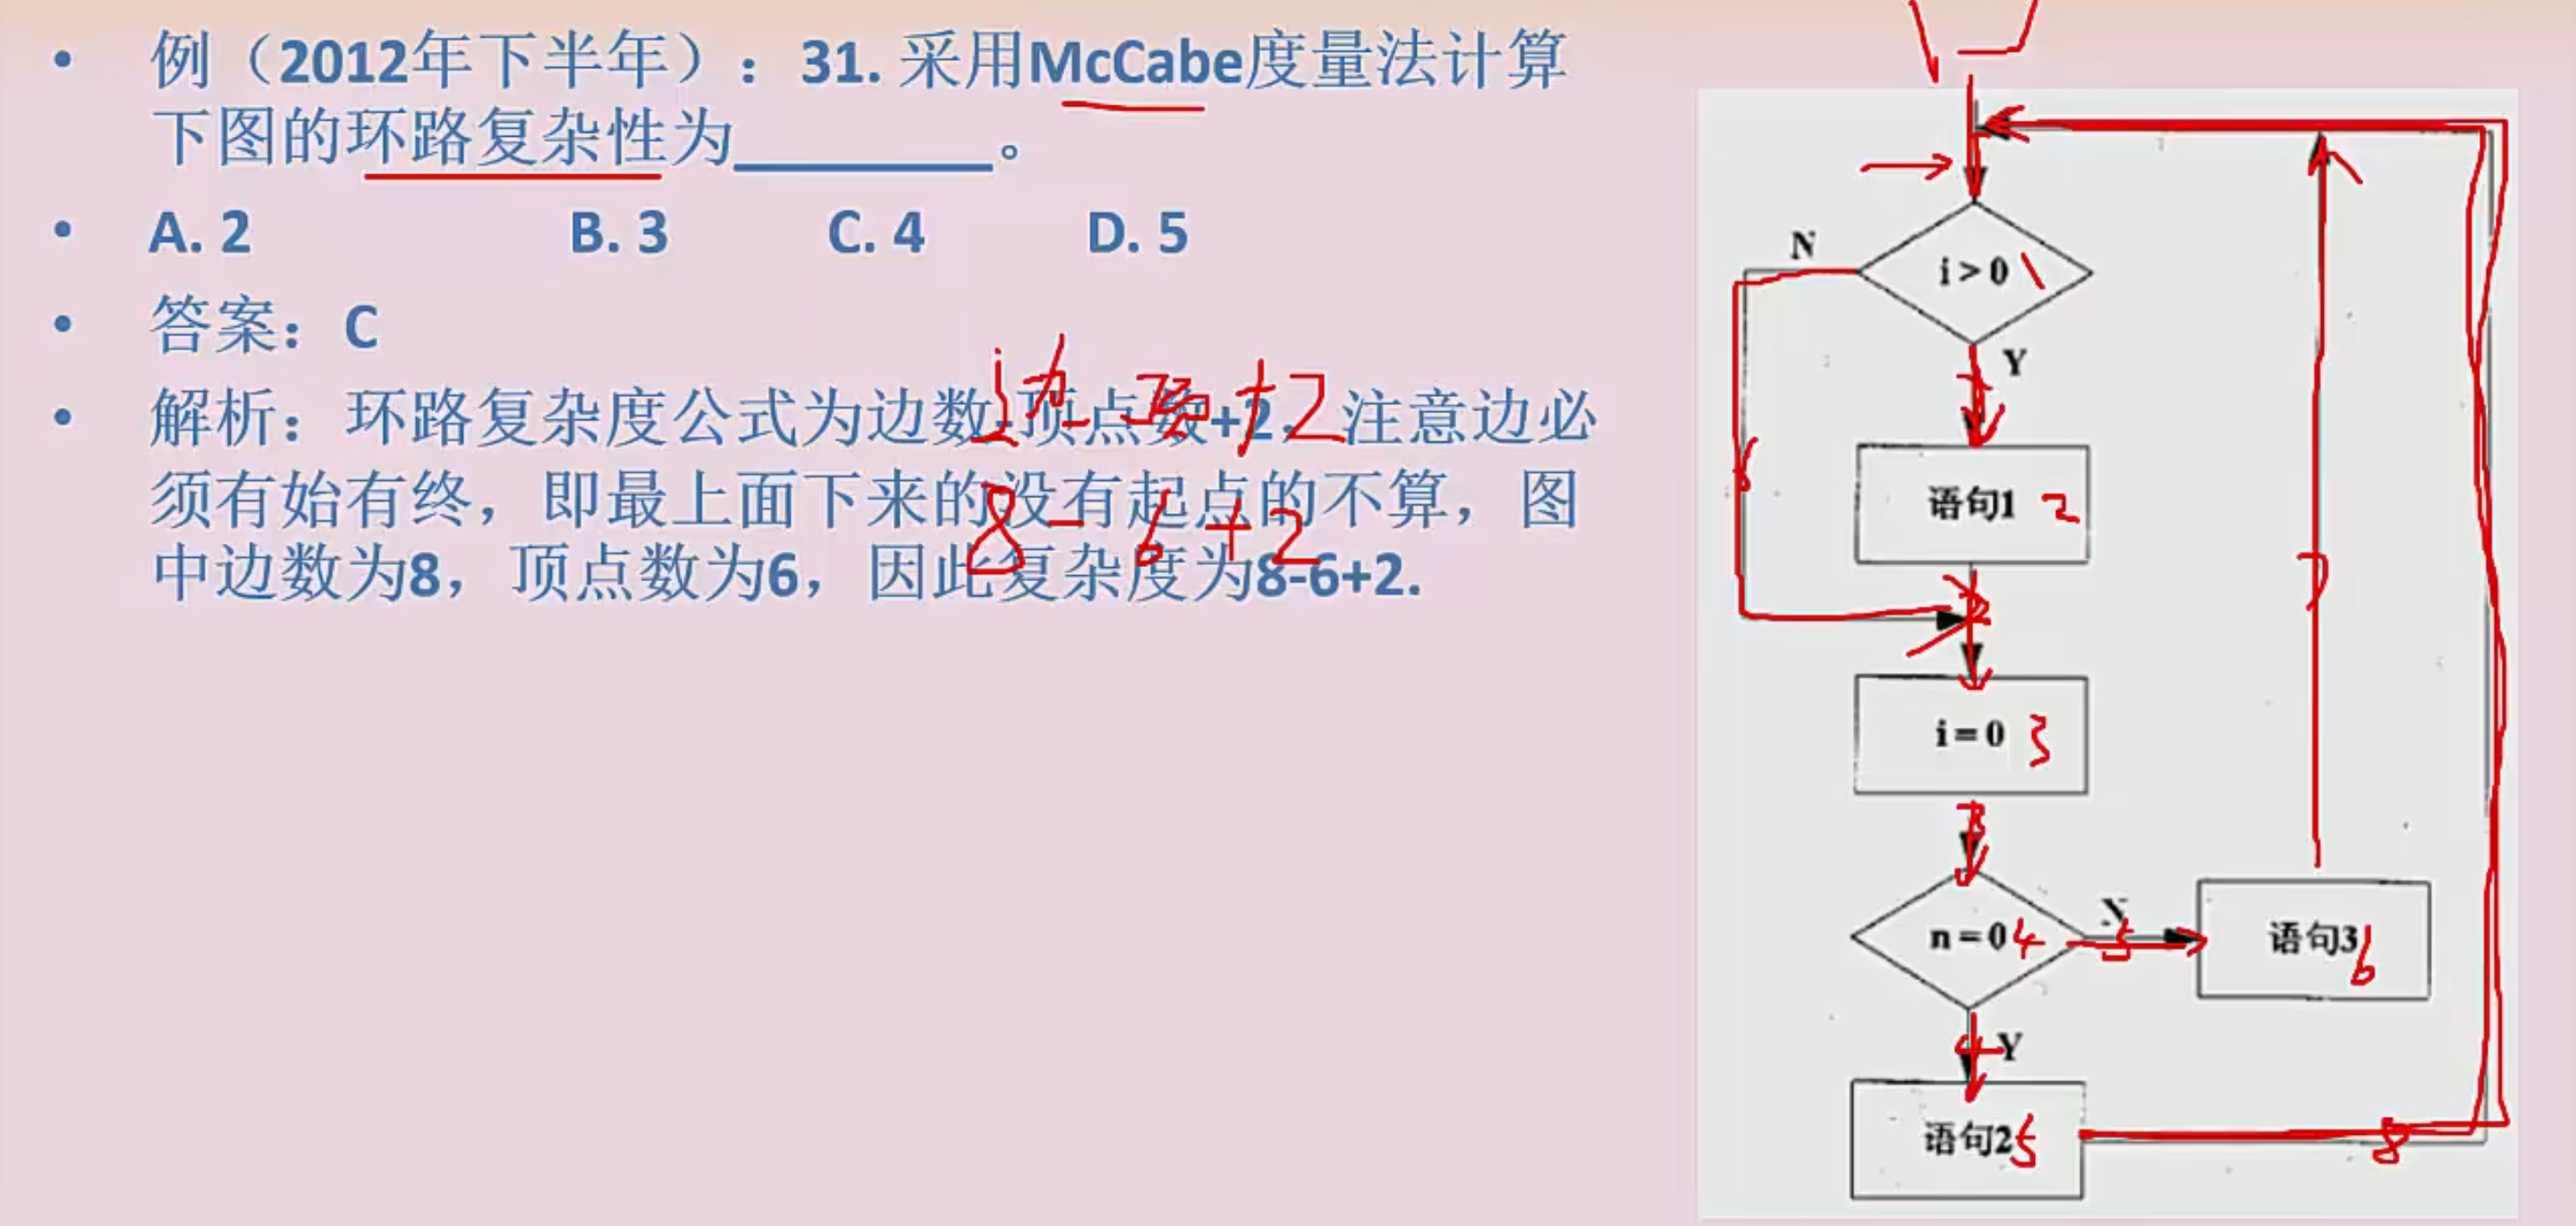 例（2012年下半年）：31. 采用McCabe度量法计算
下图的环路复杂性为________。
A. 2 B. 3 C. 4 D. 5
答案：C
解析：环路复杂度公式为边数-顶点数+2。注意边必
须有始有终，即最上面下来的没有起点的不算，图
中边数为8，顶点数为6，因此复杂度为8-6+2.
+2
8-6+2
N
i > 0 1
Y
1
语句1 2
6
2
i = 0 3
3
7
n = 0 4
N
5
语句3 6
4
Y
语句2 5
8